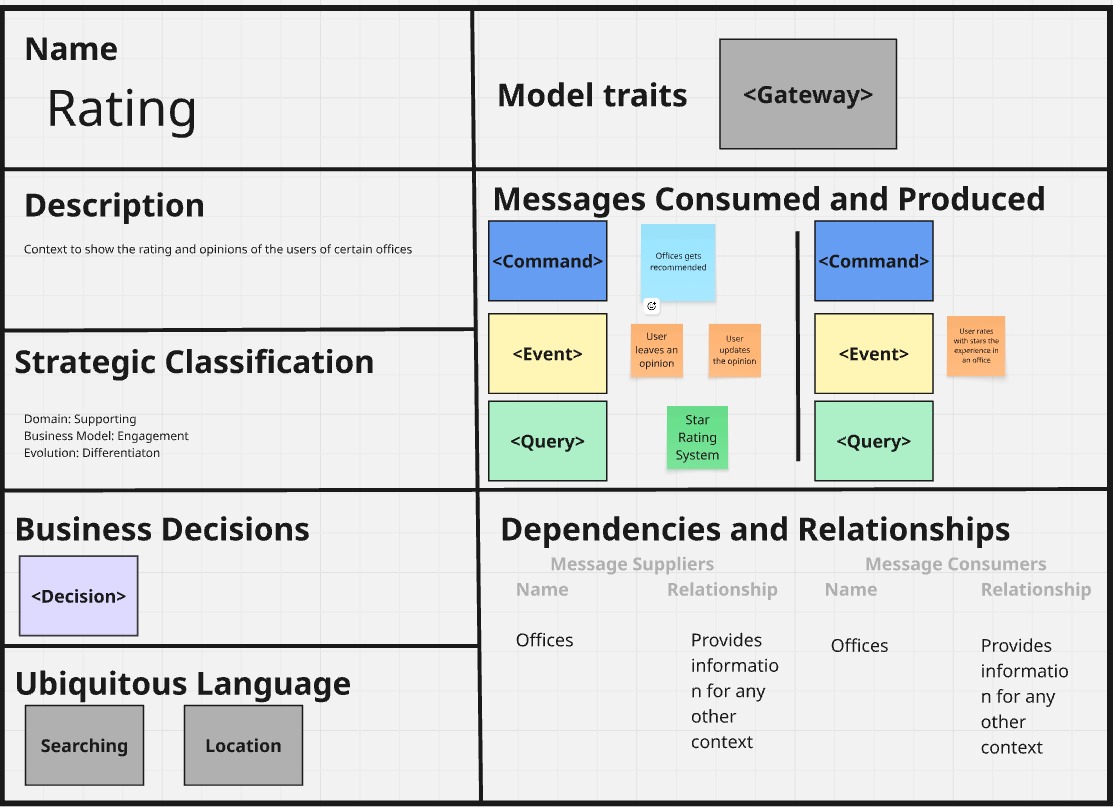 Name
Rating
Model traits
<Gateway>
Description
Context to show the rating and opinions of the users of certain offices
Strategic Classification
Domain: Supporting
Business Model: Engagement
Evolution: Differentiaton
Business Decisions
<Decision>
Ubiquitous Language
Searching
Location
Messages Consumed and Produced
<Command>
Offices gets
recommended
<Command>
<Event>
User
leaves an
opinion
User
updates
the opinion
<Event>
User rates
with stars the
experience in
an office
<Query>
Star
Rating
System
<Query>
Dependencies and Relationships
Message Suppliers
Message Consumers
Name
Relationship
Name
Relationship
Offices
Provides
informatio
n for any
other
context
Offices
Provides
informatio
n for any
other
context